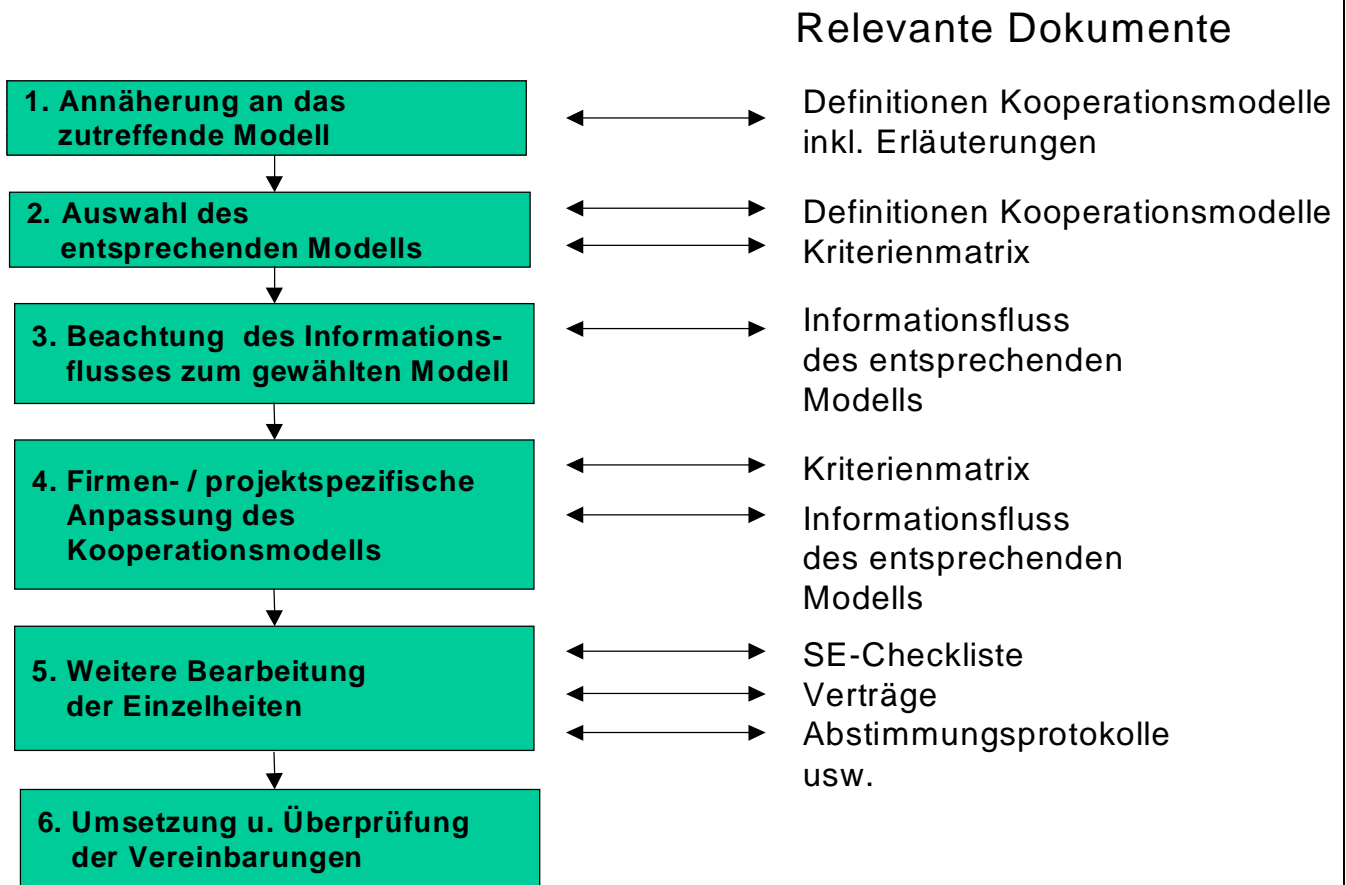 Relevante Dokumente
1. Annäherung an das
zutreffende Modell
Definitionen Kooperationsmodelle
inkl. Erläuterungen
2. Auswahl des
entsprechenden Modells
Definitionen Kooperationsmodelle
Kriterienmatrix
3. Beachtung des Informations-
flusses zum gewählten Modell
Informationsfluss
des entsprechenden
Modells
4. Firmen- / projektspezifische
Anpassung des
Kooperationsmodells
Kriterienmatrix
Informationsfluss
des entsprechenden
Modells
5. Weitere Bearbeitung
der Einzelheiten
SE-Checkliste
Verträge
Abstimmungsprotokolle
usw.
6. Umsetzung u. Überprüfung
der Vereinbarungen